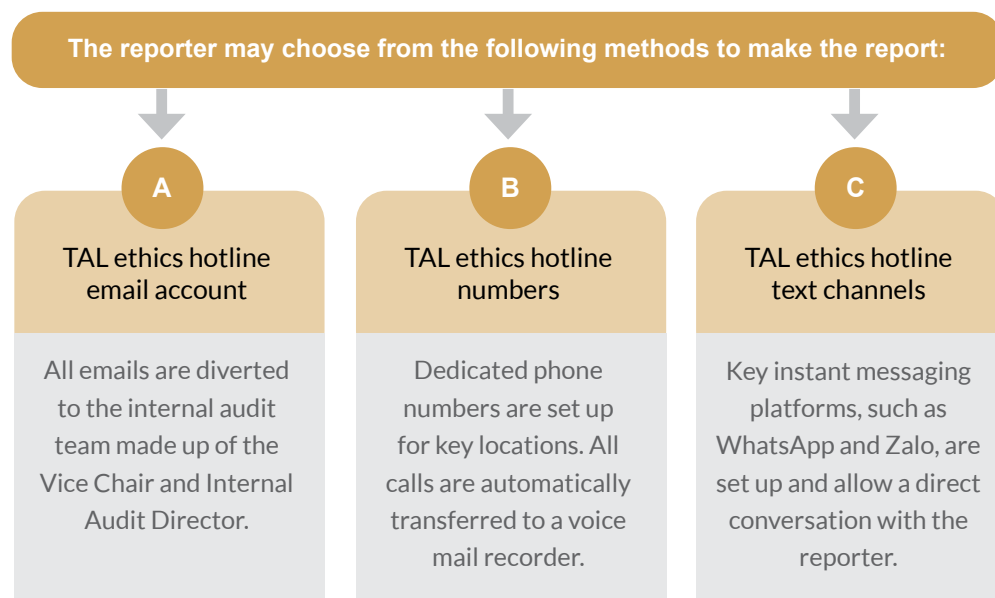 The reporter may choose from the following methods to make the report:
A
TAL ethics hotline
email account
All emails are diverted
to the internal audit
team made up of the
Vice Chair and Internal
Audit Director.
B
TAL ethics hotline
numbers
Dedicated phone
numbers are set up
for key locations. All
calls are automatically
transferred to a voice
mail recorder.
C
TAL ethics hotline
text channels
Key instant messaging
platforms, such as
WhatsApp and Zalo, are
set up and allow a direct
conversation with the
reporter.